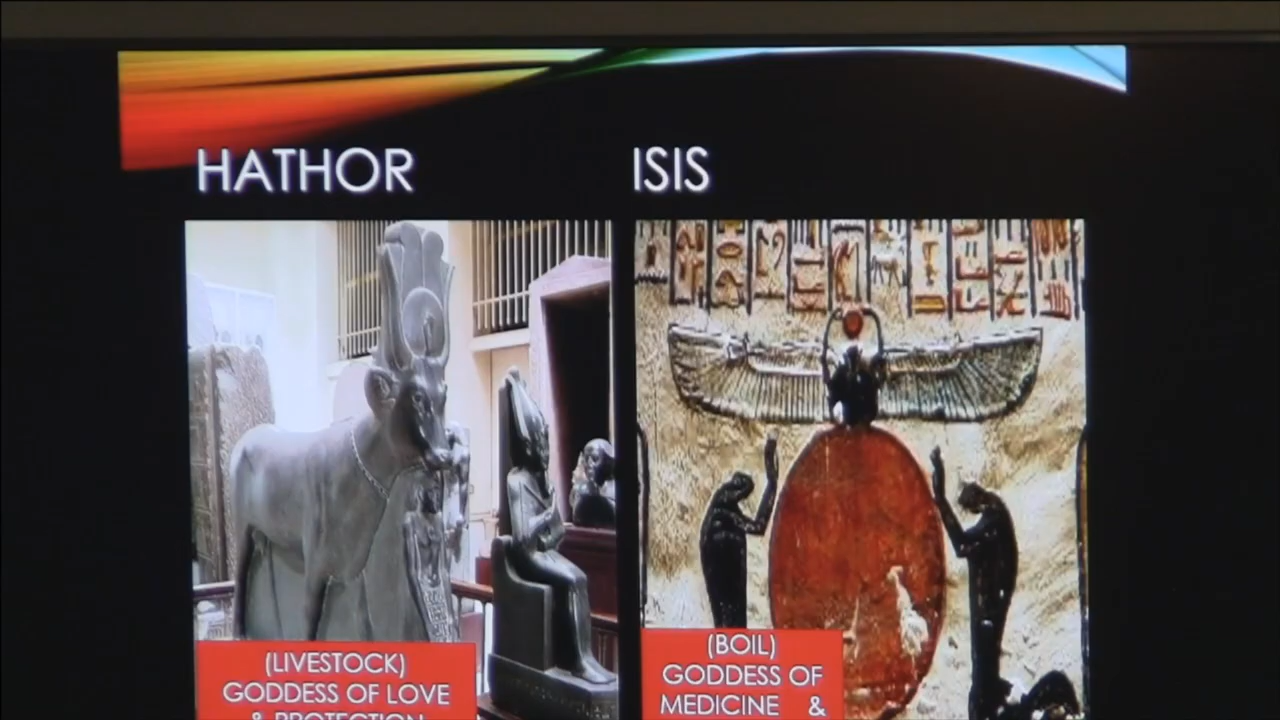 HATHOR
ISIS
(LIVESTOCK)
GODDESS OF LOVE
& PROTECTION
(BOIL)
GODDESS OF
MEDICINE &